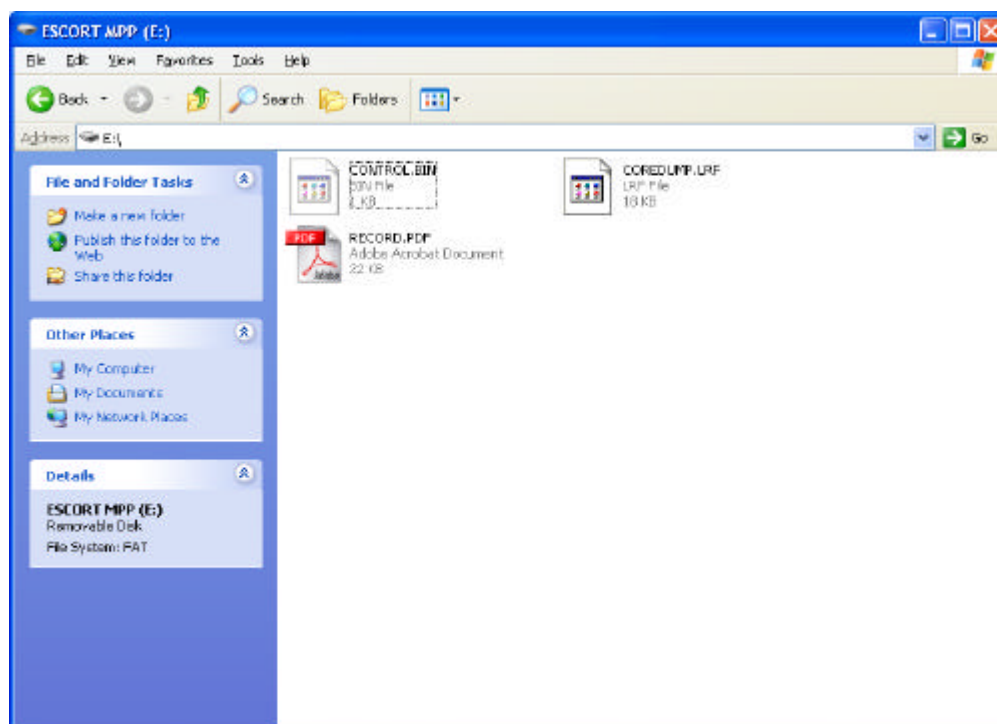 ESCORT MPP (E:)
File Edit View Favorites Tools Help
Back Search Folders
Address E:\ Go
File and Folder Tasks
Make a new folder
Publish this folder to the
Web
Share this folder
Other Places
My Computer
My Documents
My Network Places
Details
ESCORT MPP (E:)
Removable Disk
File System: FAT
CONTROL.BIN
BIN File
1 KB
COREDUMP.LRF
LRF File
18 KB
RECORD.PDF
Adobe Acrobat Document
22 KB
PDF
Adobe